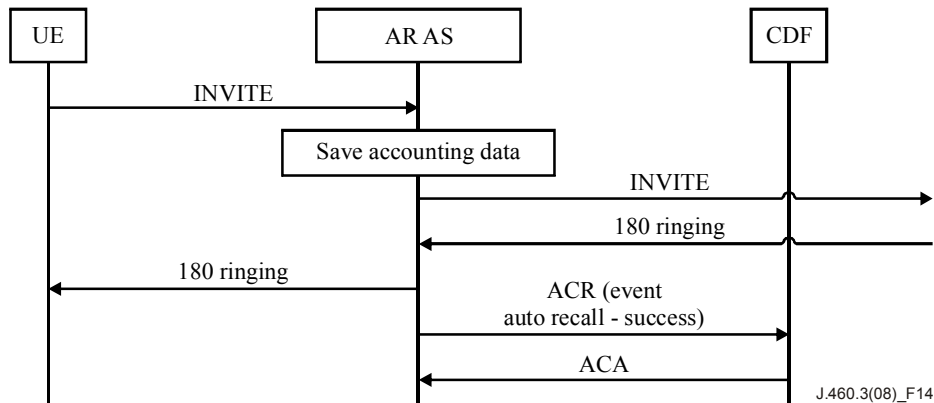 UE
AR AS
CDF
INVITE
Save accounting data
INVITE
180 ringing
180 ringing
ACR (event
auto recall - success)
ACA
J.460.3(08)_F14